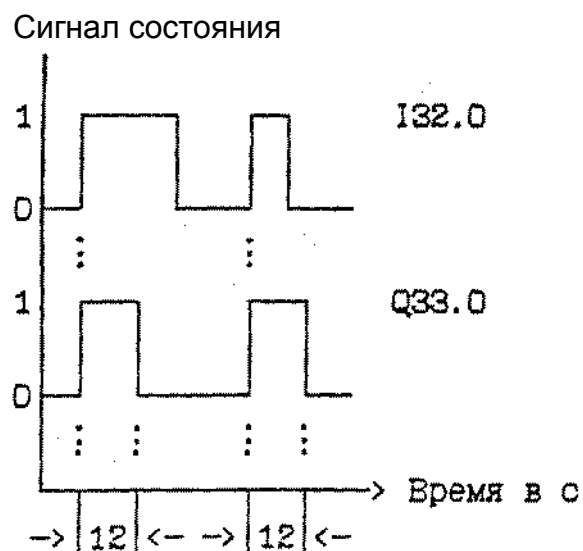 Сигнал состояния
1
I32.0
0
1
Q33.0
0
Время в с
->|12|<- ->|12|<-